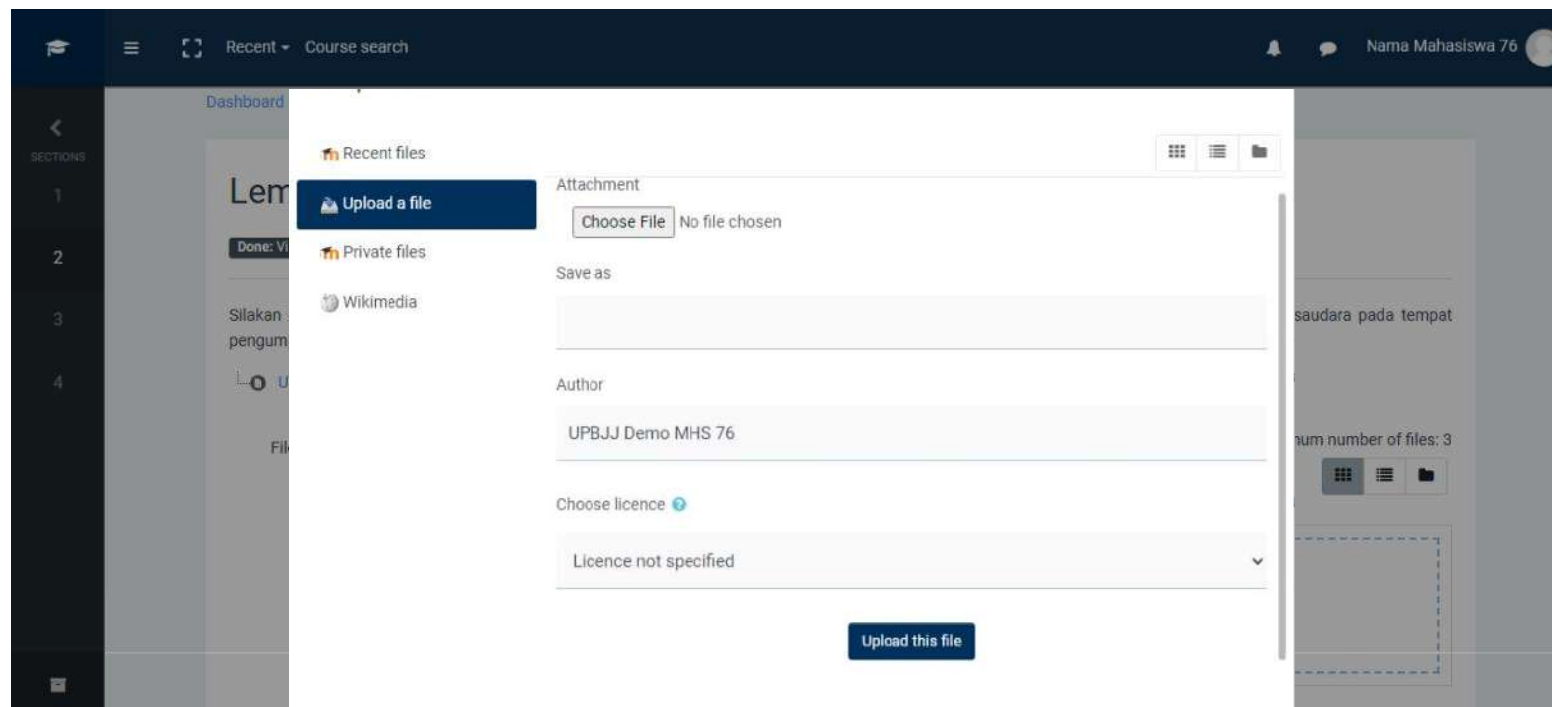 Recent Course search Nama Mahasiswa 76
Dashboard
SECTIONS
1
2
3
4
Lem
Done: Vi
Silakan
pengum
U
Fil
Recent files
Upload a file
Private files
Wikimedia
Attachment
Choose File No file chosen
Save as
Author
UPBJJ Demo MHS 76
Choose licence
Licence not specified
Upload this file
saudara pada tempat
num number of files: 3